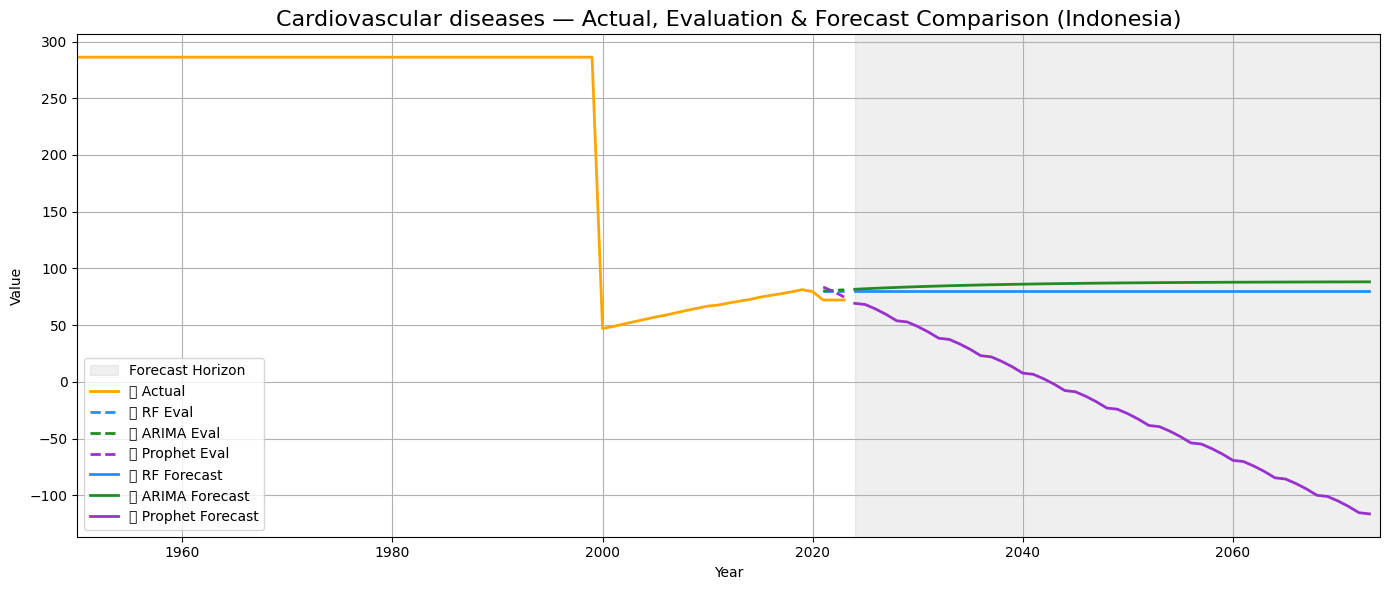 Cardiovascular diseases — Actual, Evaluation & Forecast Comparison (Indonesia)
300
250
200
150
100
50
0
−50
−100
Value
Forecast Horizon
Actual
RF Eval
ARIMA Eval
Prophet Eval
RF Forecast
ARIMA Forecast
Prophet Forecast
1960
1980
2000
2020
2040
2060
Year